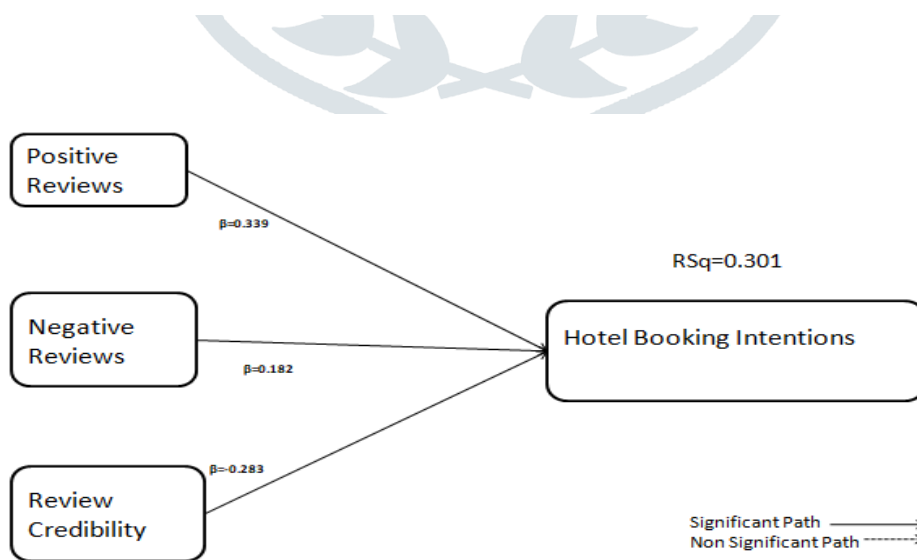 Positive
Reviews
β=0.339
RSq=0.301
Negative
Reviews
Hotel Booking Intentions
β=0.182
β=-0.283
Review
Credibility
Significant Path
Non Significant Path